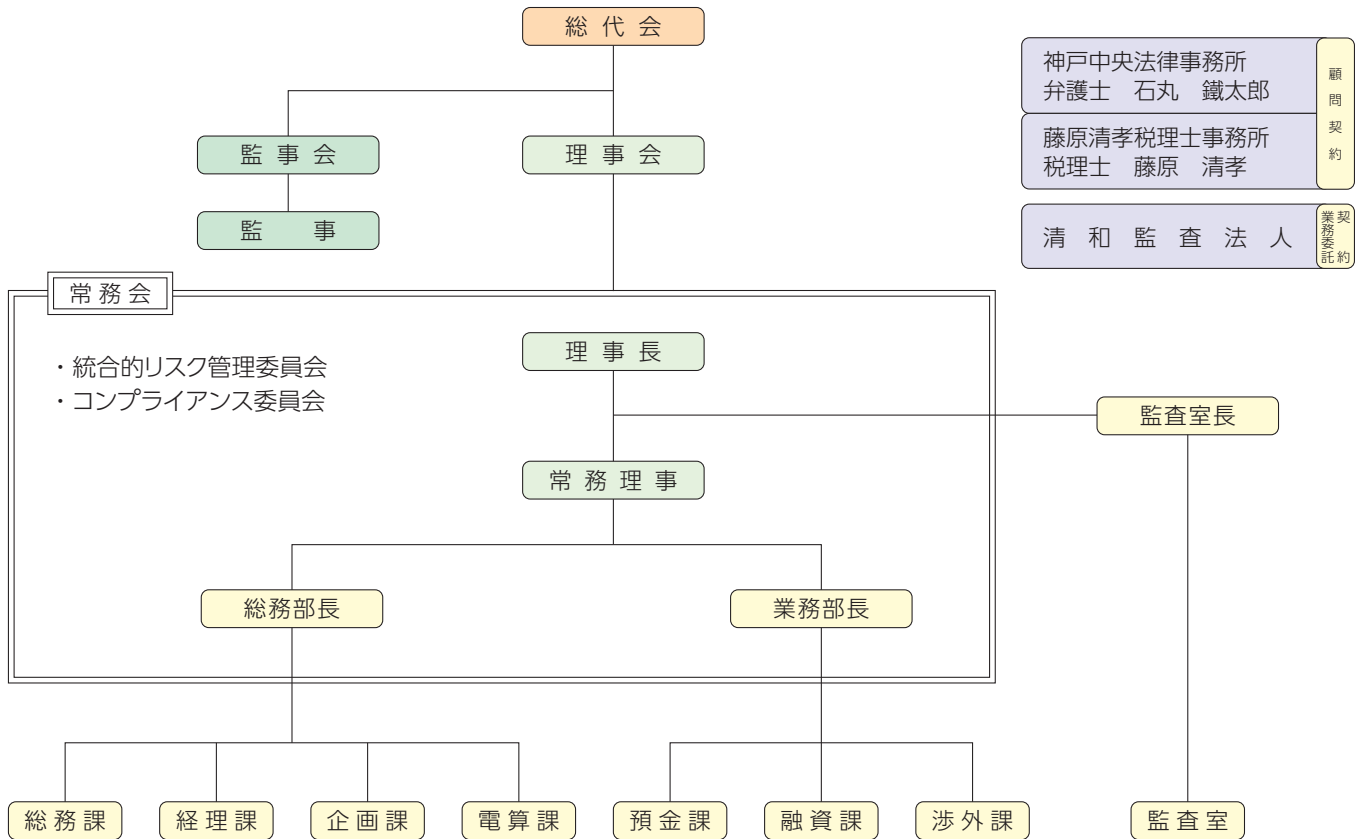 総代会
神戸中央法律事務所
弁護士　石丸　鐵太郎
顧問契約
藤原清孝税理士事務所
税理士　藤原　清孝
監事会
理事会
監事
清和監査法人
業務委託契約
常務会
・統合的リスク管理委員会
・コンプライアンス委員会
理事長
監査室長
常務理事
総務部長
業務部長
総務課
経理課
企画課
電算課
預金課
融資課
渉外課
監査室